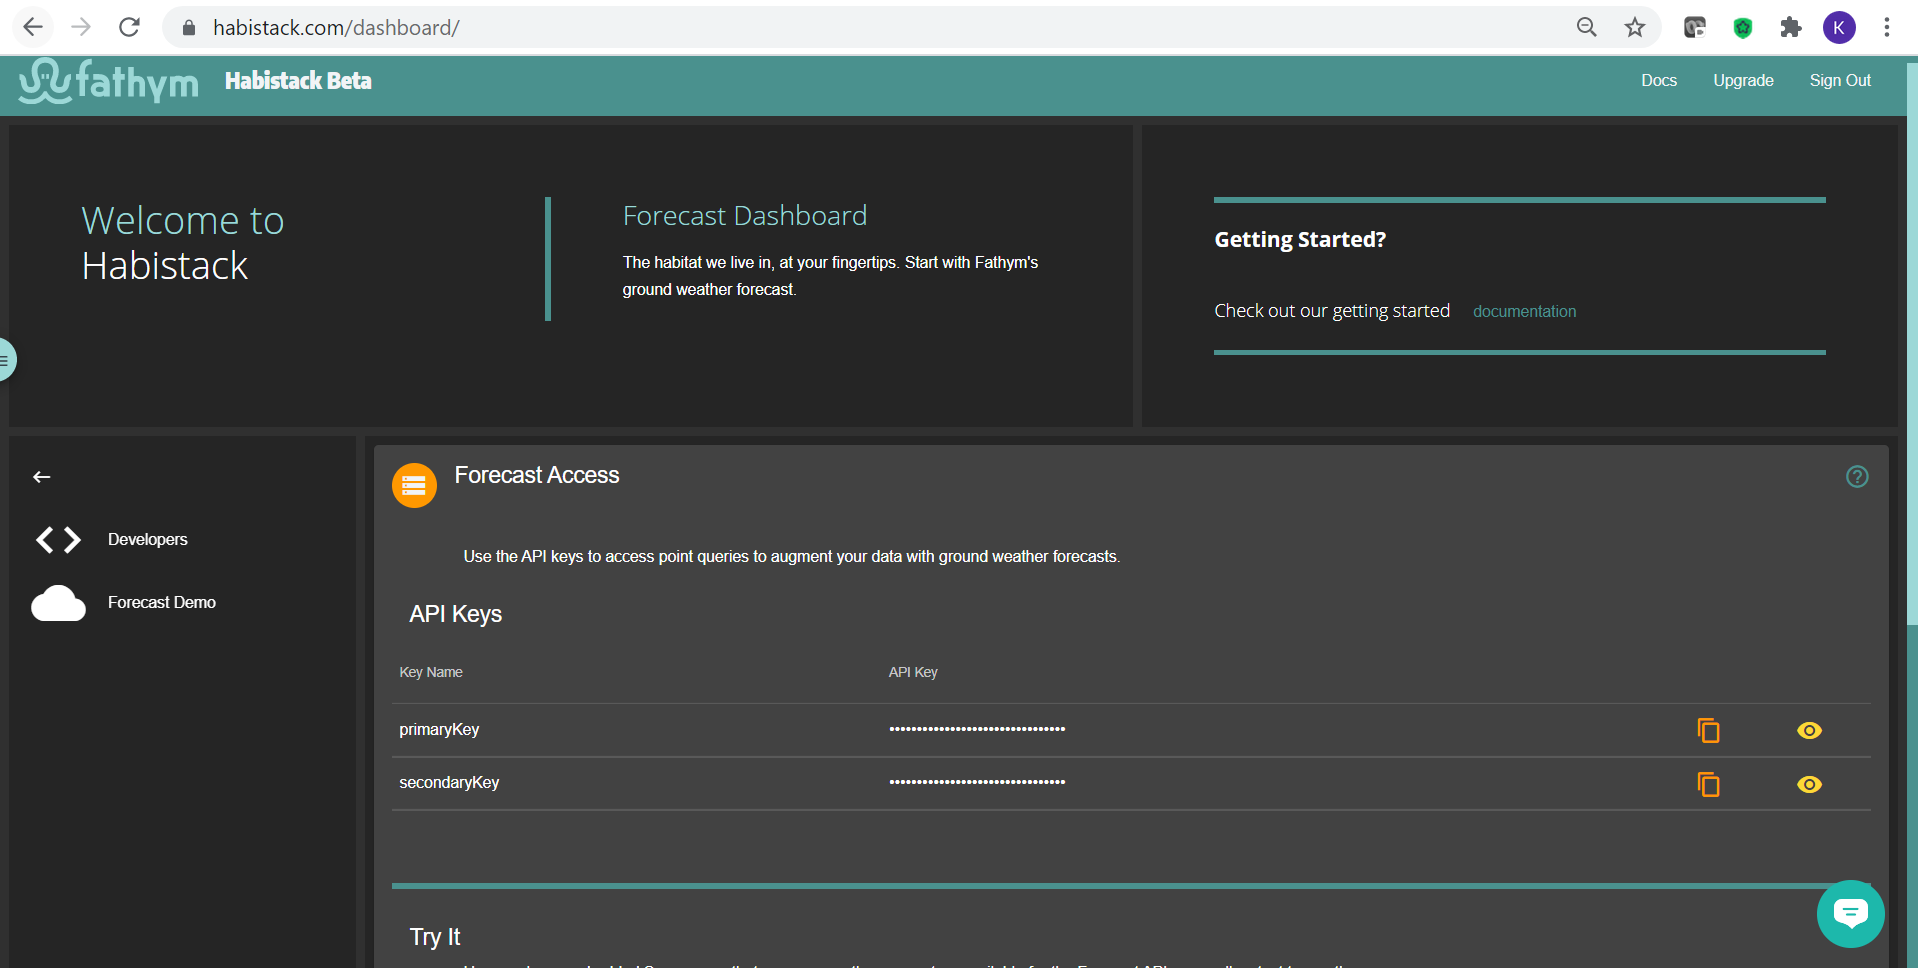 habistack.com/dashboard/
K
fathym
Habistack Beta
Docs
Upgrade
Sign Out
Welcome to
Habistack
Forecast Dashboard
The habitat we live in, at your fingertips. Start with Fathym's
ground weather forecast.
Getting Started?
Check out our getting started documentation
Developers
Forecast Demo
Forecast Access
?
Use the API keys to access point queries to augment your data with ground weather forecasts.
API Keys
Key Name
API Key
primaryKey
••••••••••••••••••••••••••••••••
secondaryKey
••••••••••••••••••••••••••••••••
Try It